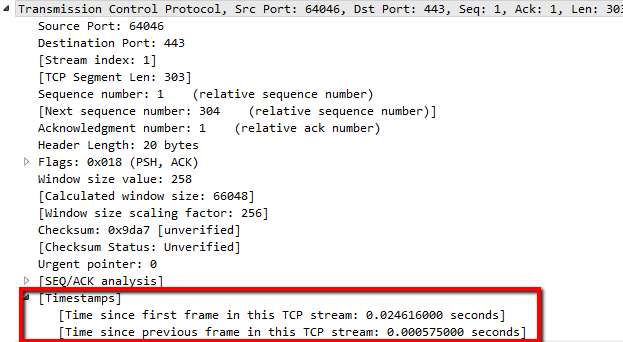 Transmission Control Protocol, Src Port: 64046, Dst Port: 443, Seq: 1, Ack: 1, Len: 303
Source Port: 64046
Destination Port: 443
[Stream index: 1]
[TCP Segment Len: 303]
Sequence number: 1    (relative sequence number)
[Next sequence number: 304    (relative sequence number)]
Acknowledgment number: 1    (relative ack number)
Header Length: 20 bytes
Flags: 0x018 (PSH, ACK)
Window size value: 258
[Calculated window size: 66048]
[Window size scaling factor: 256]
Checksum: 0x9da7 [unverified]
[Checksum Status: Unverified]
Urgent pointer: 0
[SEQ/ACK analysis]
[Timestamps]
[Time since first frame in this TCP stream: 0.024616000 seconds]
[Time since previous frame in this TCP stream: 0.000575000 seconds]